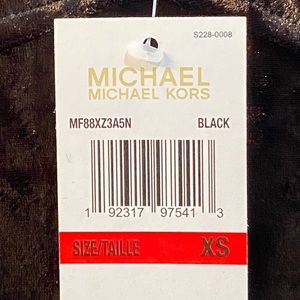 S228-0008
MICHAEL
MICHAEL KORS
MF88XZ3A5N BLACK
1 92317 97541 3
SIZE/TAILLE XS